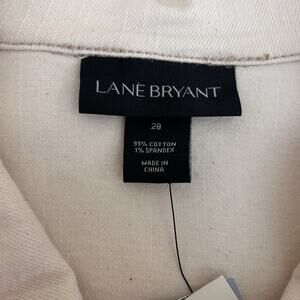 LANE BRYANT
28
99% COTTON
1% SPANDEX
MADE IN
CHINA